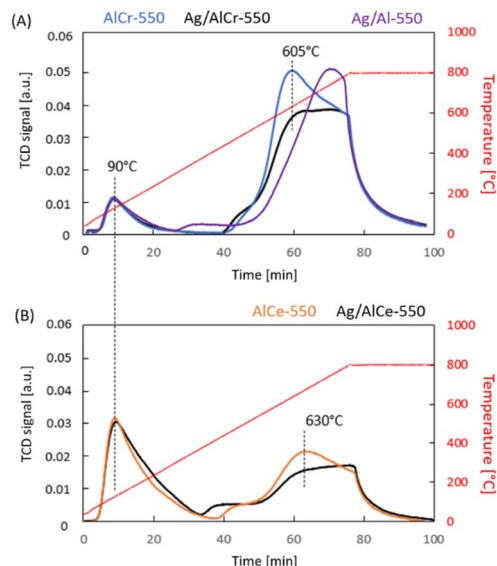 (A) AlCr-550 Ag/AlCr-550 Ag/Al-550
0.06 1000
0.05 605°C 800
0.04 600
0.03 400
0.02 90°C
0.01 200
0 0
0 20 40 60 80 100
TCD signal [a.u.]
Temperature [°C]
Time [min]
(B) AlCe-550 Ag/AlCe-550
0.06 1000
0.05 800
0.04 600
0.03 630°C 400
0.02
0.01 200
0 0
0 20 40 60 80 100
TCD signal [a.u.]
Temperature [°C]
Time [min]